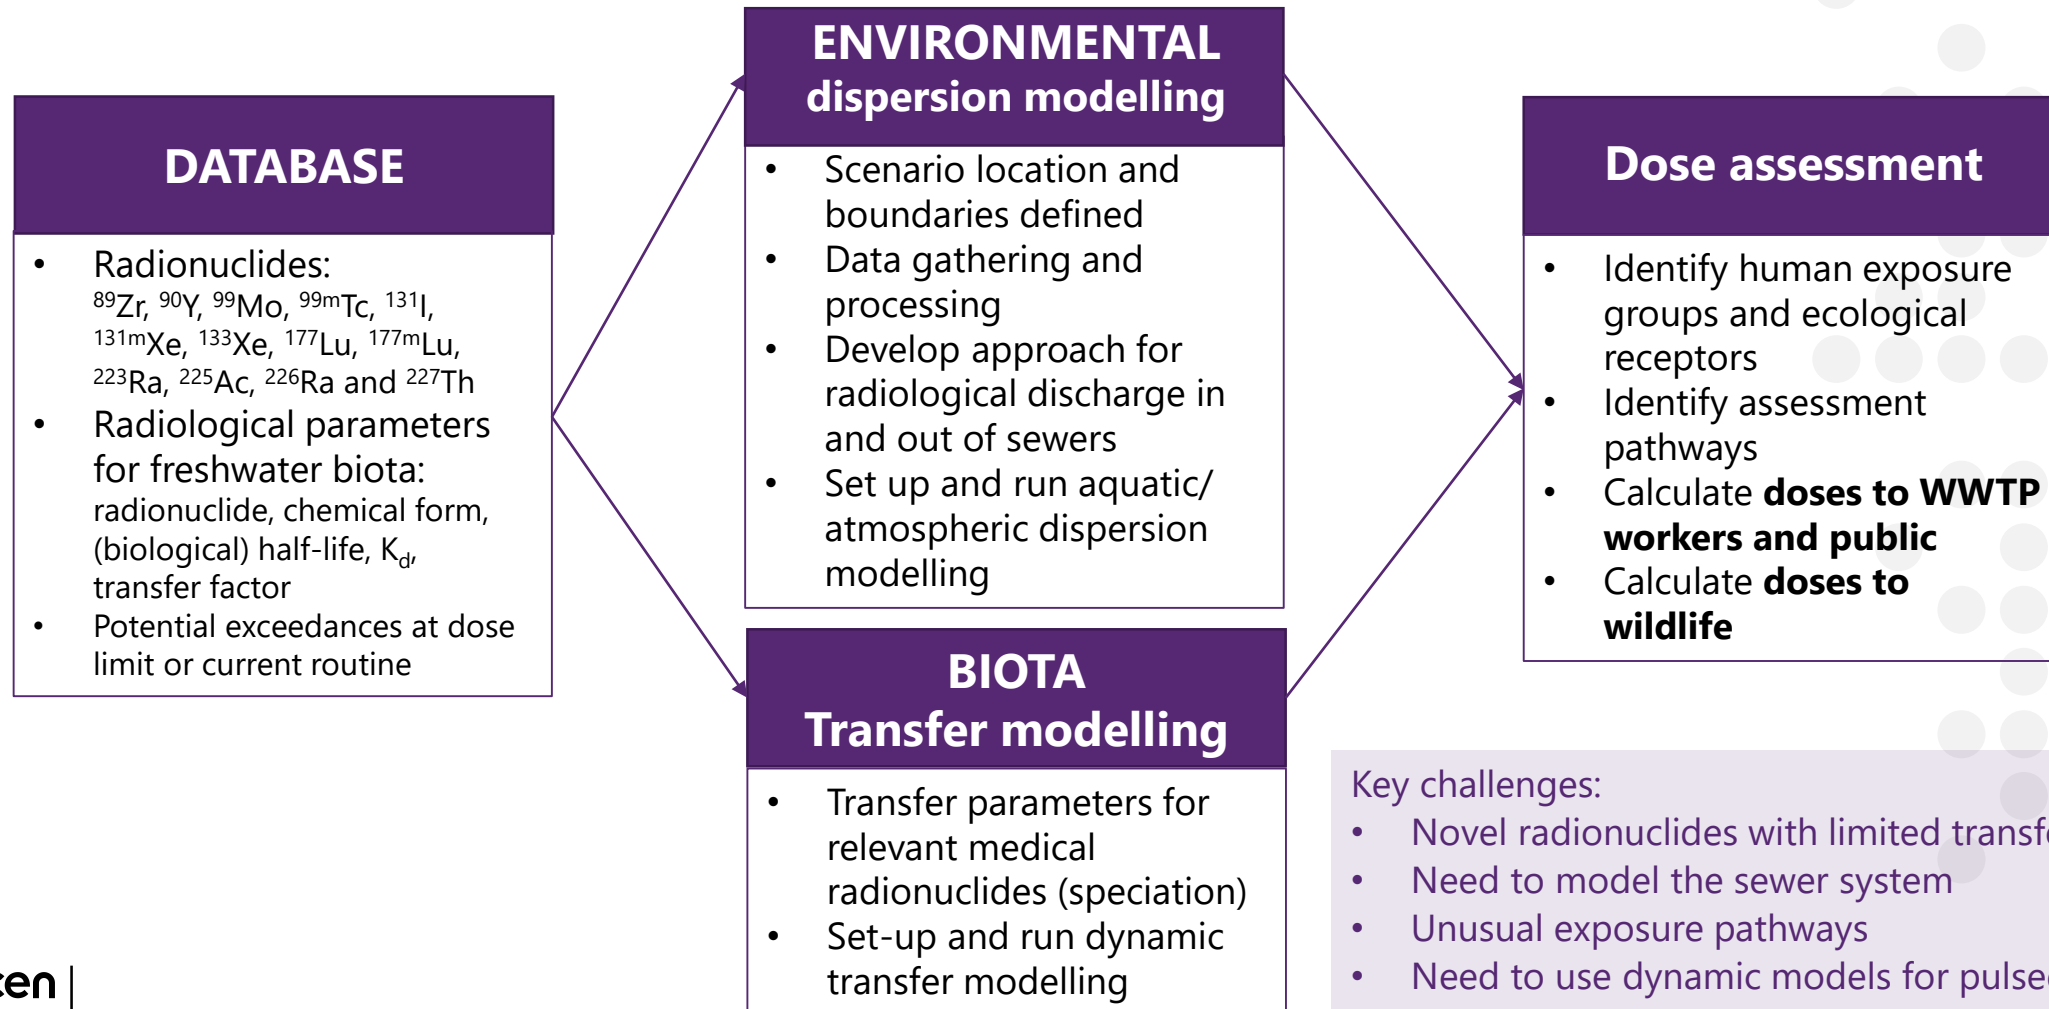 DATABASE
• Radionuclides:
⁸⁹Zr, ⁹⁰Y, ⁹⁹Mo, ⁹⁹ᵐTc, ¹³¹I,
¹³¹ᵐXe, ¹³³Xe, ¹⁷⁷Lu, ¹⁷⁷ᵐLu,
²²³Ra, ²²⁵Ac, ²²⁶Ra and ²²⁷Th
• Radiological parameters
for freshwater biota:
radionuclide, chemical form,
(biological) half-life, K_d,
transfer factor
• Potential exceedances at dose
limit or current routine
ENVIRONMENTAL
dispersion modelling
• Scenario location and
boundaries defined
• Data gathering and
processing
• Develop approach for
radiological discharge in
and out of sewers
• Set up and run aquatic/
atmospheric dispersion
modelling
BIOTA
Transfer modelling
• Transfer parameters for
relevant medical
radionuclides (speciation)
• Set-up and run dynamic
transfer modelling
Dose assessment
• Identify human exposure
groups and ecological
receptors
• Identify assessment
pathways
• Calculate doses to WWTP
workers and public
• Calculate doses to
wildlife
Key challenges:
• Novel radionuclides with limited
• Need to model the sewer system
• Unusual exposure pathways
• Need to use dynamic models for